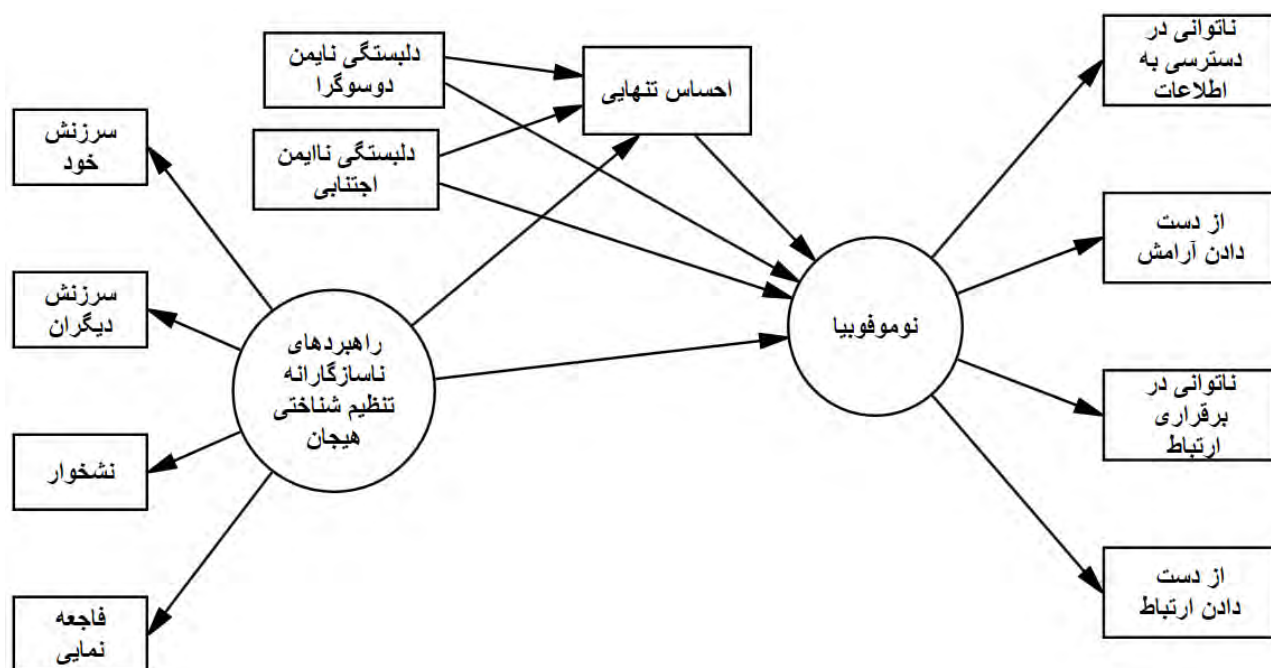 ناتوانی در
دسترسی به
اطلاعات
دلبستگی نایمن
دوسوگرا
احساس تنهایی
سرزنش
خود
دلبستگی ناایمن
اجتنابی
از دست
دادن آرامش
سرزنش
دیگران
نوموفوبیا
راهبردهای
ناسازگارانه
تنظیم شناختی
هیجان
ناتوانی در
برقراری
ارتباط
نشخوار
از دست
دادن ارتباط
فاجعه
نمایی